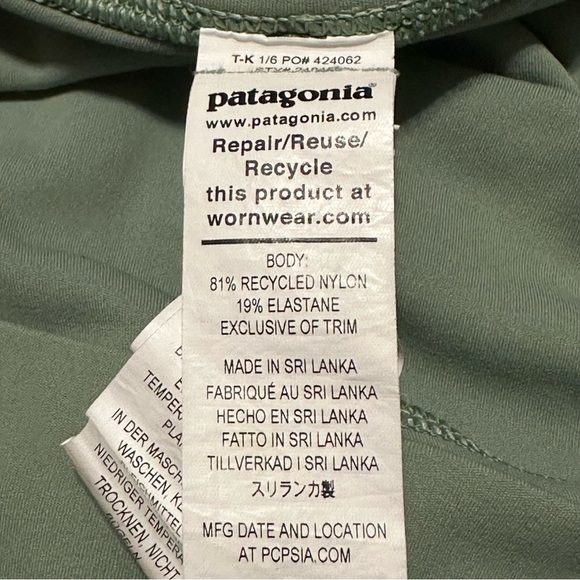 T-K 1/6 PO# 424062
patagonia®
www.patagonia.com
Repair/Reuse/
Recycle
this product at
wornwear.com
BODY:
81% RECYCLED NYLON
19% ELASTANE
EXCLUSIVE OF TRIM
MADE IN SRI LANKA
FABRIQUÉ AU SRI LANKA
HECHO EN SRI LANKA
FATTO IN SRI LANKA
TILLVERKAD I SRI LANKA
スリランカ製
MFG DATE AND LOCATION
AT PCPSIA.COM
IN DER MASCH
WASCHEN, KE
NIEDRIGER TEMPERA
TROCKNEN, NICHT